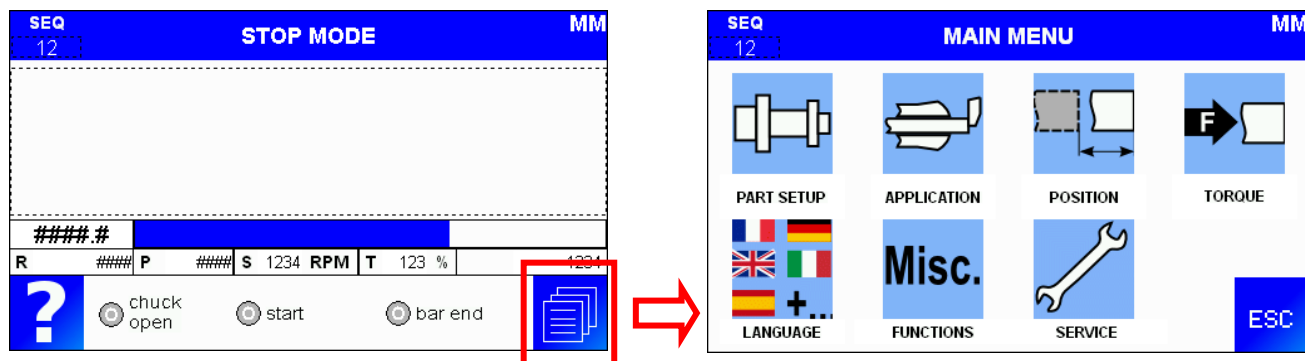 SEQ
12
STOP MODE
MM
####.#
R #### P #### S 1234 RPM T 123 % 1234
?
chuck
open
start
bar end
SEQ
12
MAIN MENU
MM
F
PART SETUP
APPLICATION
POSITION
TORQUE
+...
Misc.
LANGUAGE
FUNCTIONS
SERVICE
ESC